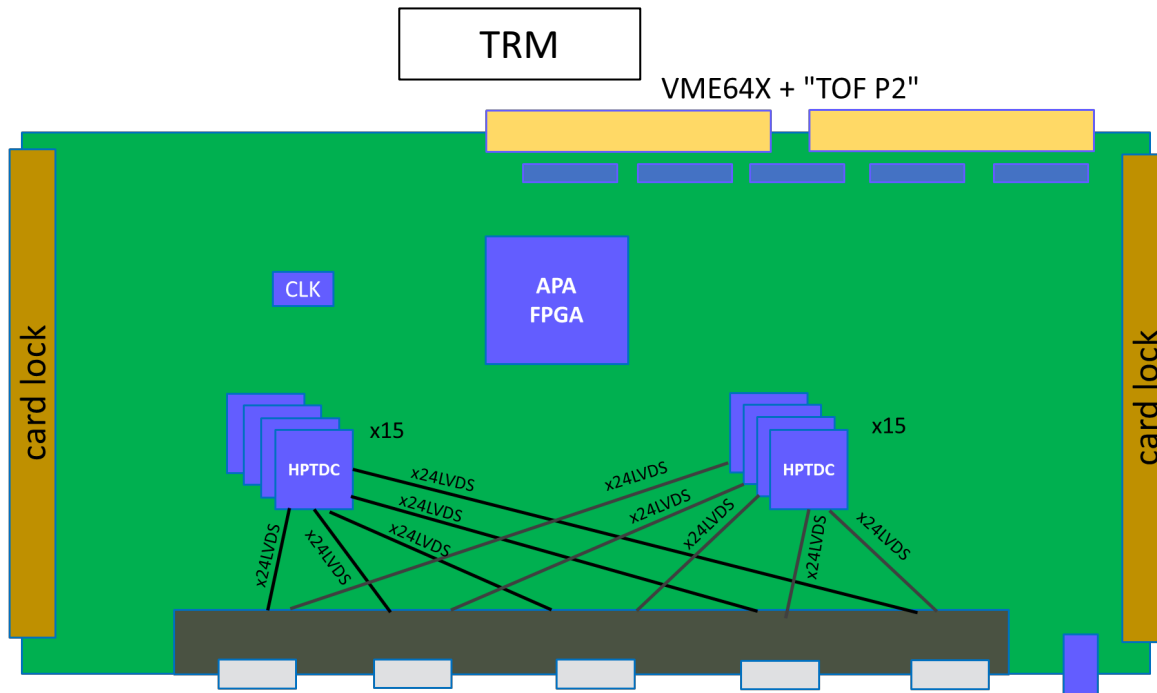 TRM
VME64X + "TOF P2"
card lock
card lock
CLK
APA
FPGA
x15
x15
HPTDC
HPTDC
x24LVDS
x24LVDS
x24LVDS
x24LVDS
x24LVDS
x24LVDS
x24LVDS
x24LVDS
x24LVDS
x24LVDS